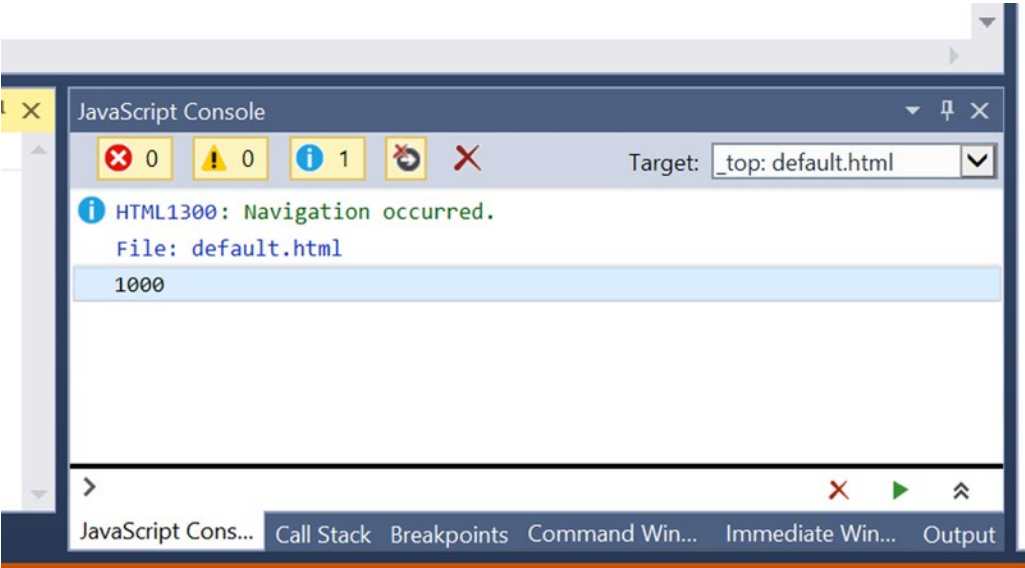 JavaScript Console
0 0 1 Target: _top: default.html
HTML1300: Navigation occurred.
File: default.html
1000
>
JavaScript Cons... Call Stack Breakpoints Command Win... Immediate Win... Output